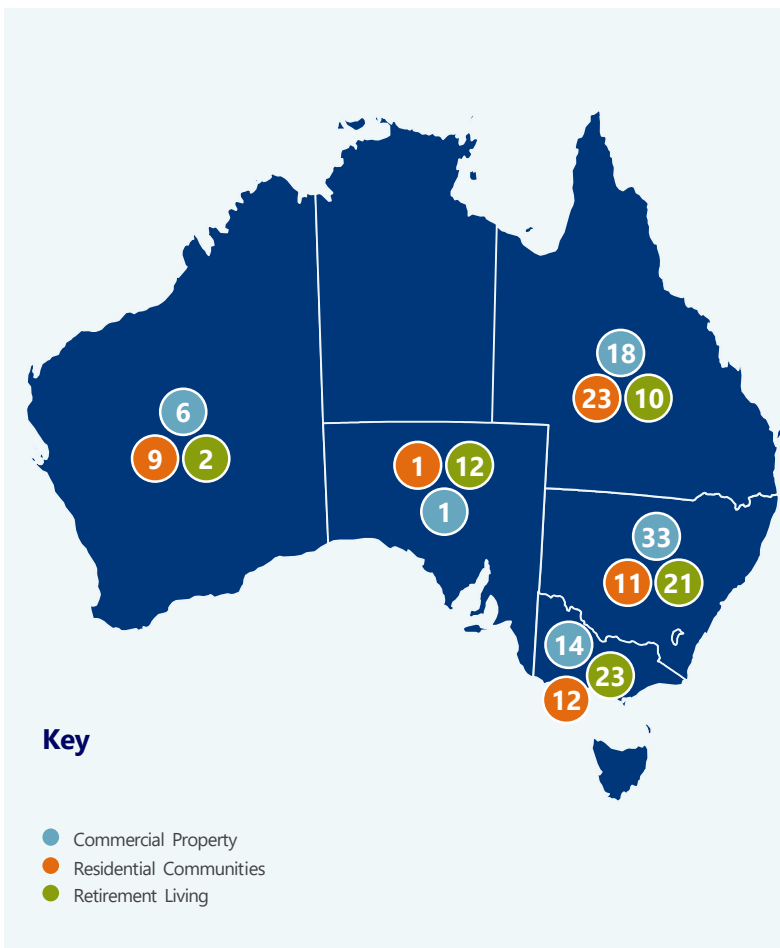 18
23 10
6
9 2
1 12
1
33
11 21
14
23
12
Key
Commercial Property
Residential Communities
Retirement Living